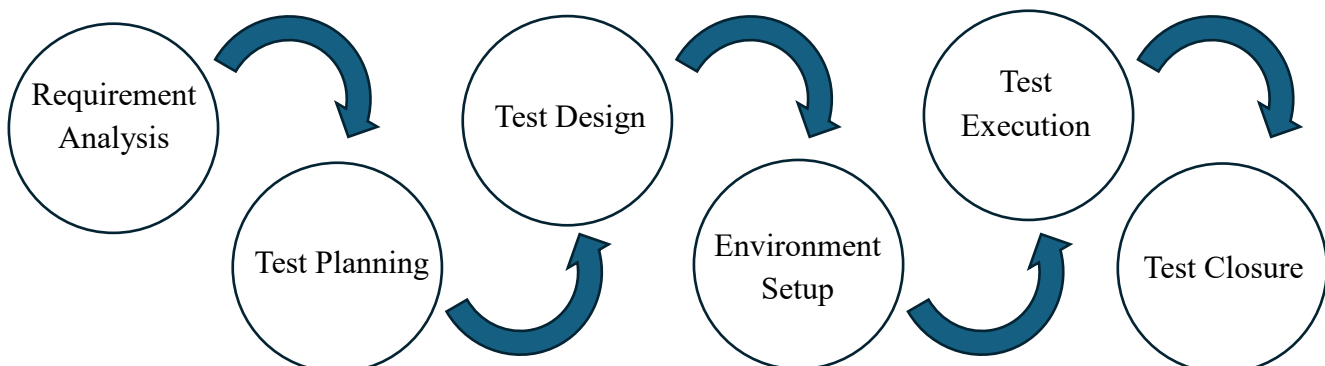 Requirement
Analysis
Test Planning
Test Design
Environment
Setup
Test
Execution
Test Closure